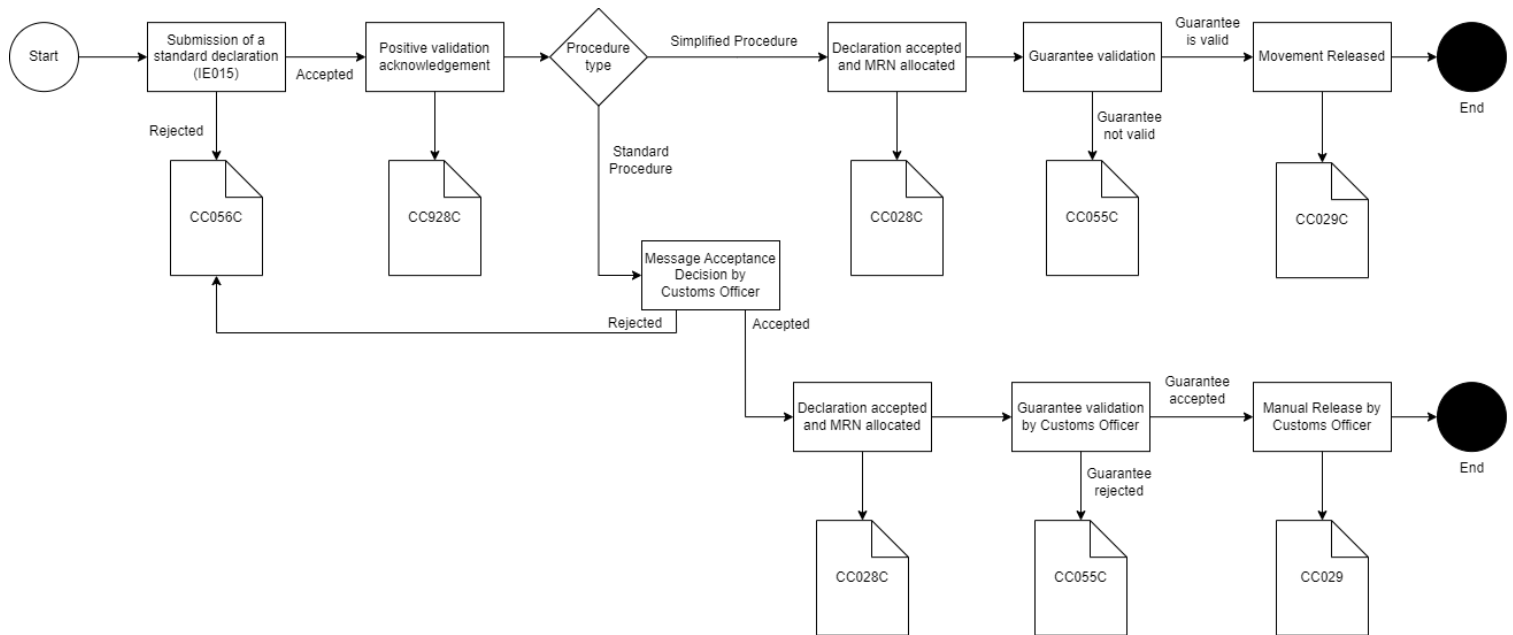 Start
Submission of a
standard declaration
(IE015)
Accepted
Positive validation
acknowledgement
Procedure
type
Simplified Procedure
Declaration accepted
and MRN allocated
Guarantee validation
Guarantee
is valid
Movement Released
End
Rejected
Standard
Procedure
Guarantee
not valid
CC056C
CC928C
CC028C
CC055C
CC029C
Message Acceptance
Decision by
Customs Officer
Rejected
Accepted
Declaration accepted
and MRN allocated
Guarantee validation
by Customs Officer
Guarantee
accepted
Manual Release by
Customs Officer
End
Guarantee
rejected
CC028C
CC055C
CC029